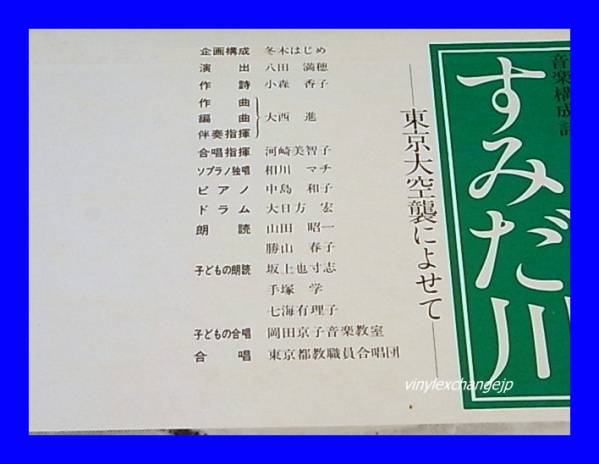 音楽構成詩
すみだ川
――東京大空襲によせて――
企画構成 冬木はじめ
演出 八田 満穂
作詩 小森 香子
作曲
編曲 大西 進
伴奏指揮
合唱指揮 河崎美智子
ソプラノ独唱 相川 マチ
ピアノ 中島 和子
ドラム 大日方 宏
朗読 山田 昭一
勝山 春子
子どもの朗読 坂上也寸志
手塚 学
七海有理子
子どもの合唱 岡田京子音楽教室
合唱 東京都教職員合唱団
vinylexchangejp